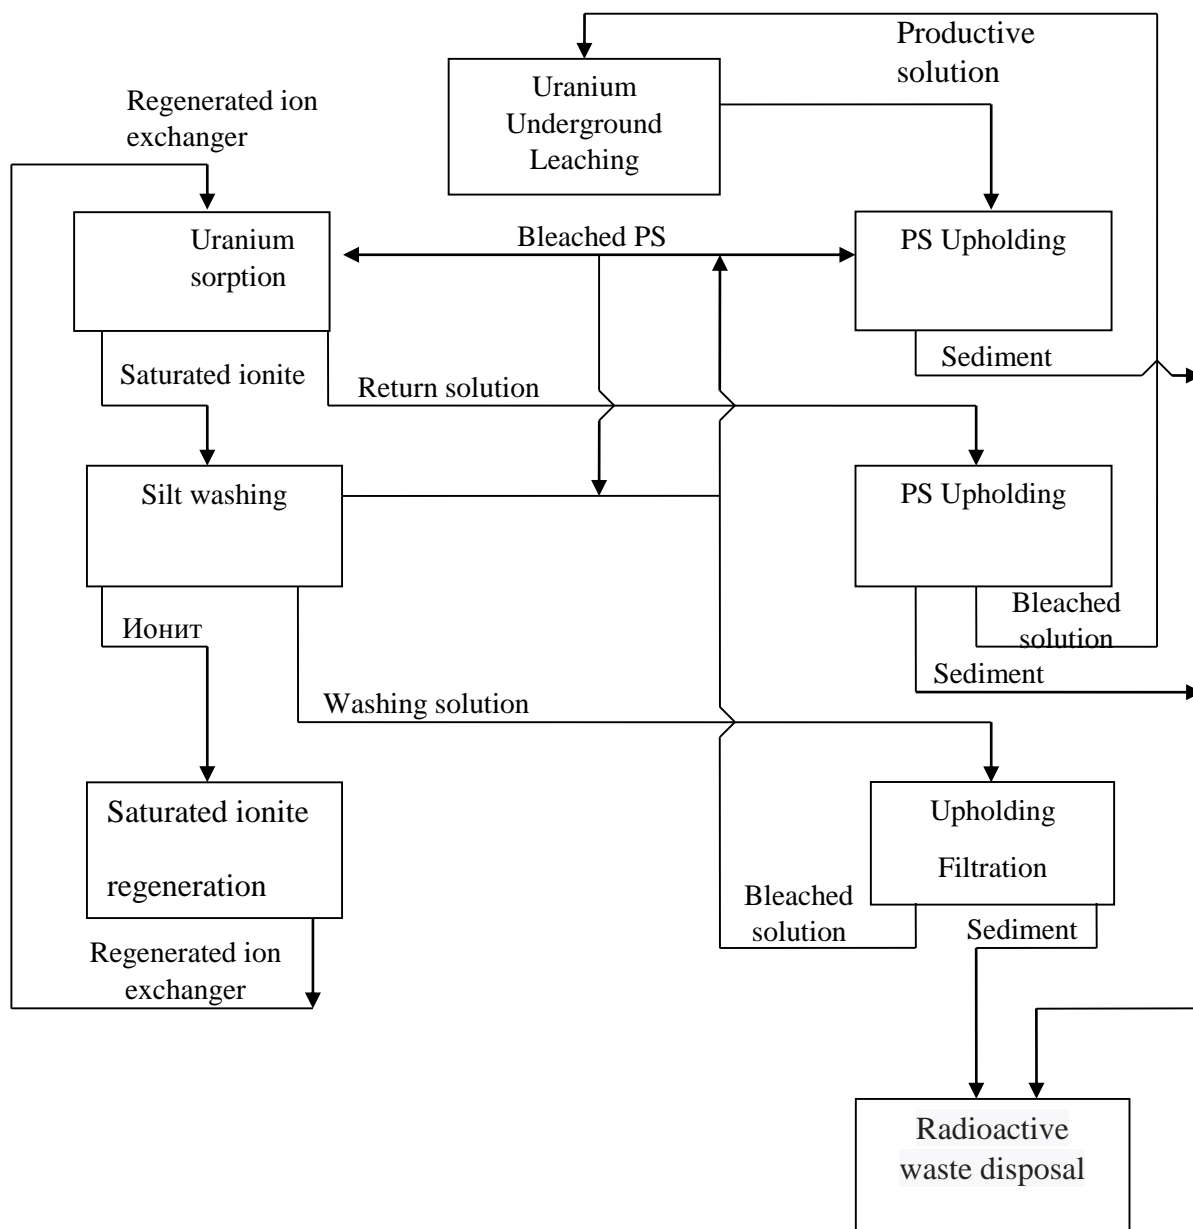 Productive
solution
Uranium
Underground
Leaching
Regenerated ion
exchanger
Uranium
sorption
Bleached PS
PS Upholding
Sediment
Saturated ionite
Return solution
Silt washing
PS Upholding
Bleached
solution
Ионит
Sediment
Washing solution
Saturated ionite
regeneration
Upholding
Filtration
Bleached
solution
Sediment
Regenerated ion
exchanger
Radioactive
waste disposal